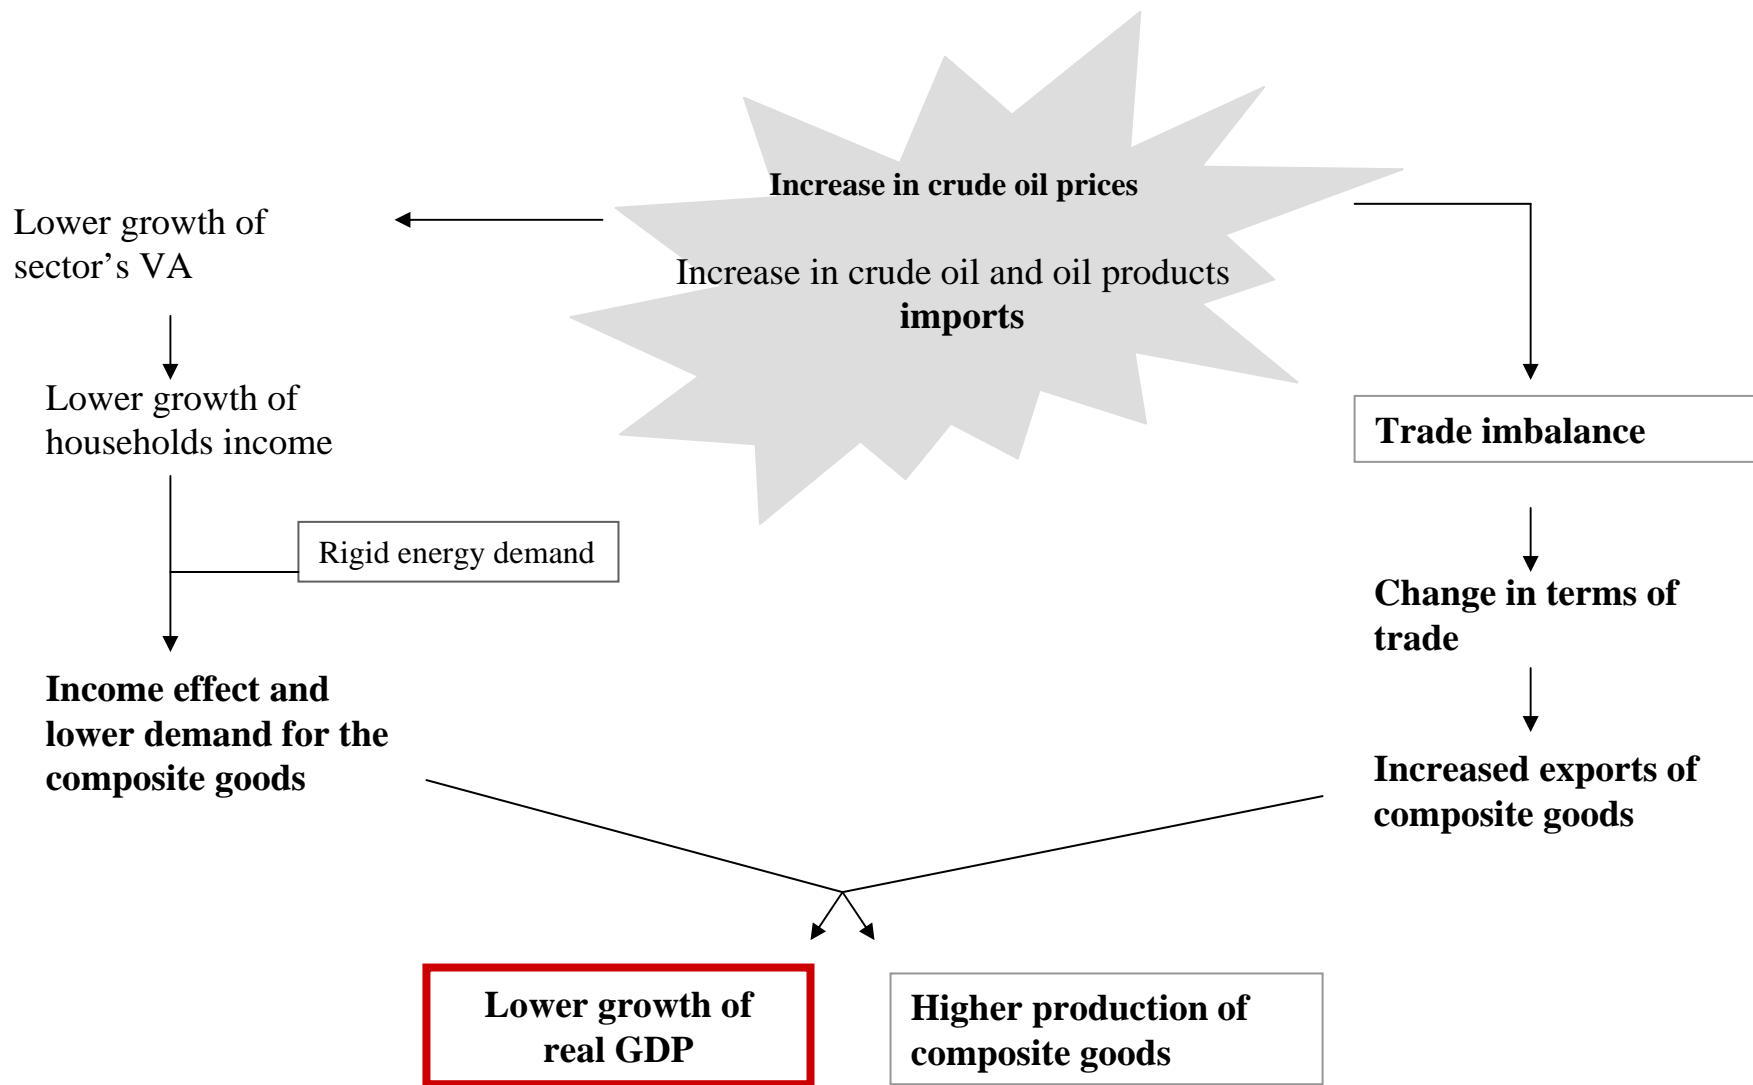 Increase in crude oil prices
Increase in crude oil and oil products
imports
Lower growth of
sector’s VA
Lower growth of
households income
Rigid energy demand
Income effect and
lower demand for the
composite goods
Trade imbalance
Change in terms of
trade
Increased exports of
composite goods
Lower growth of
real GDP
Higher production of
composite goods